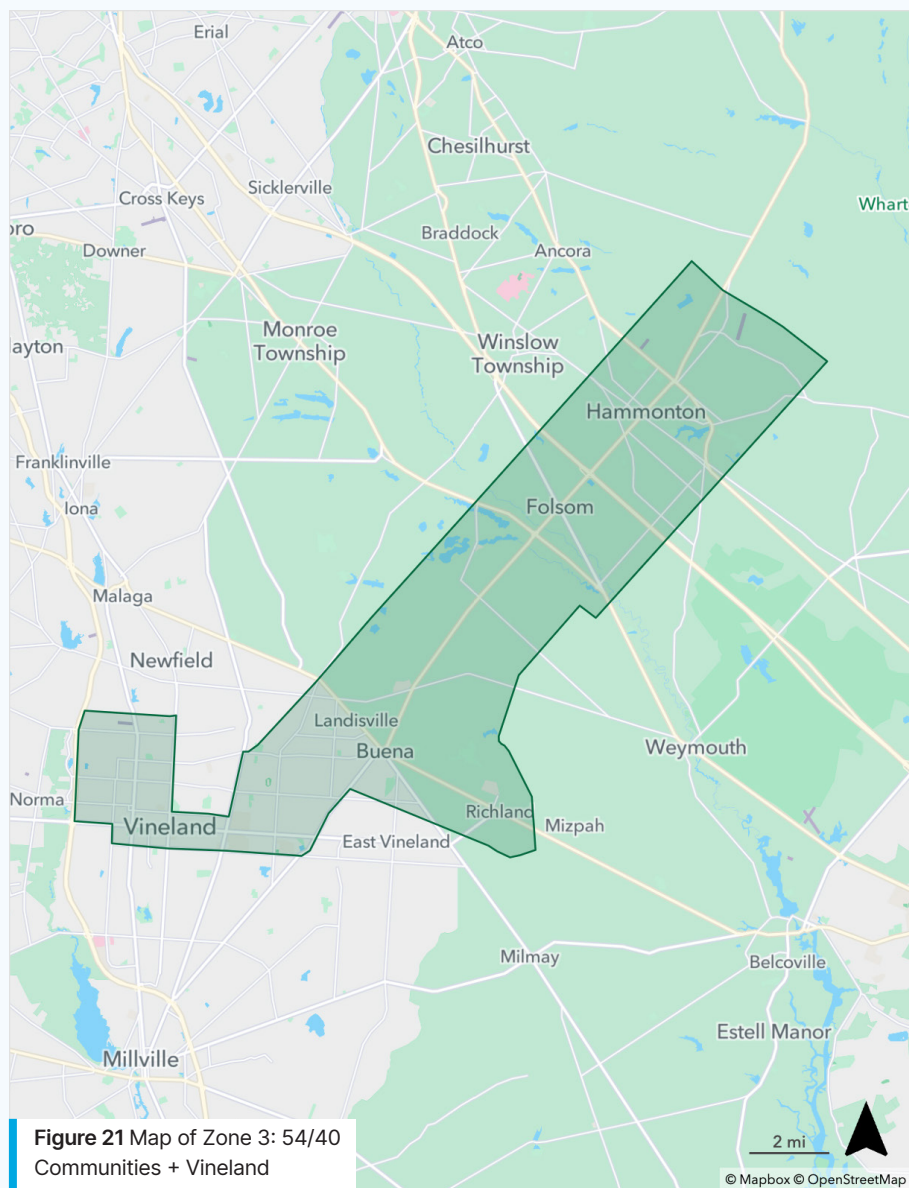 Erial
Atco
Chesilhurst
Cross Keys
Sicklerville
Whart
oro
Downer
Braddock
Ancora
Monroe
Township
Winslow
Township
ayton
Hammonton
Franklinville
Iona
Folsom
Malaga
Newfield
Landisville
Buena
Weymouth
Norma
Vineland
Richland
Mizpah
East Vineland
Milmay
Belcoville
Estell Manor
Millville
Figure 21 Map of Zone 3: 54/40
Communities + Vineland
2 mi
© Mapbox © OpenStreetMap